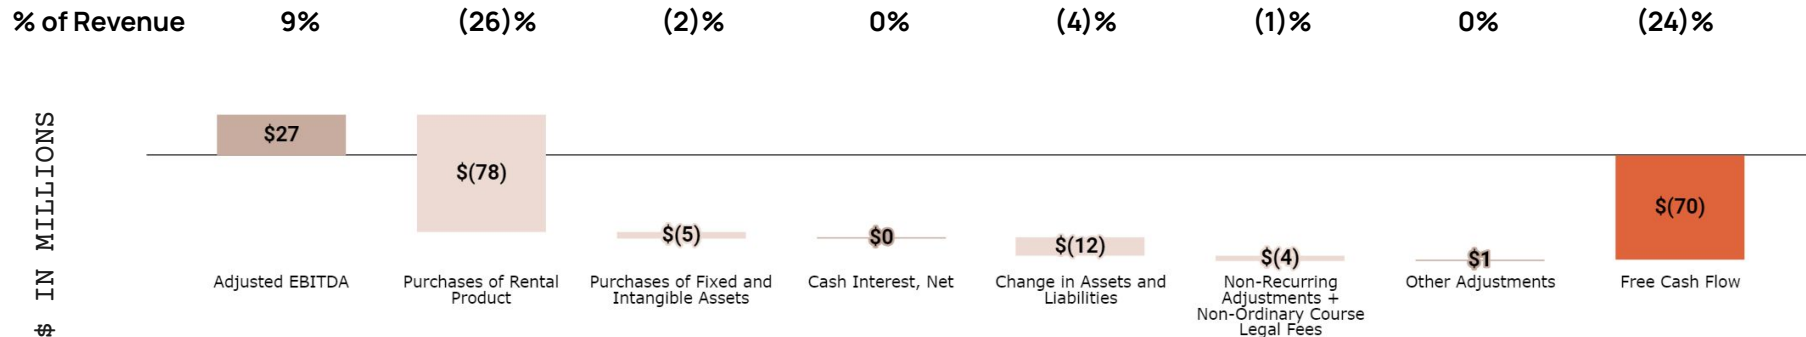 % of Revenue 9% (26)% (2)% 0% (4)% (1)% 0% (24)%
$ IN MILLIONS
$27
$(78)
$(5)
$0
$(12)
$(4)
$1
$(70)
Adjusted EBITDA
Purchases of Rental
Product
Purchases of Fixed and
Intangible Assets
Cash Interest, Net
Change in Assets and
Liabilities
Non-Recurring
Adjustments +
Non-Ordinary Course
Legal Fees
Other Adjustments
Free Cash Flow